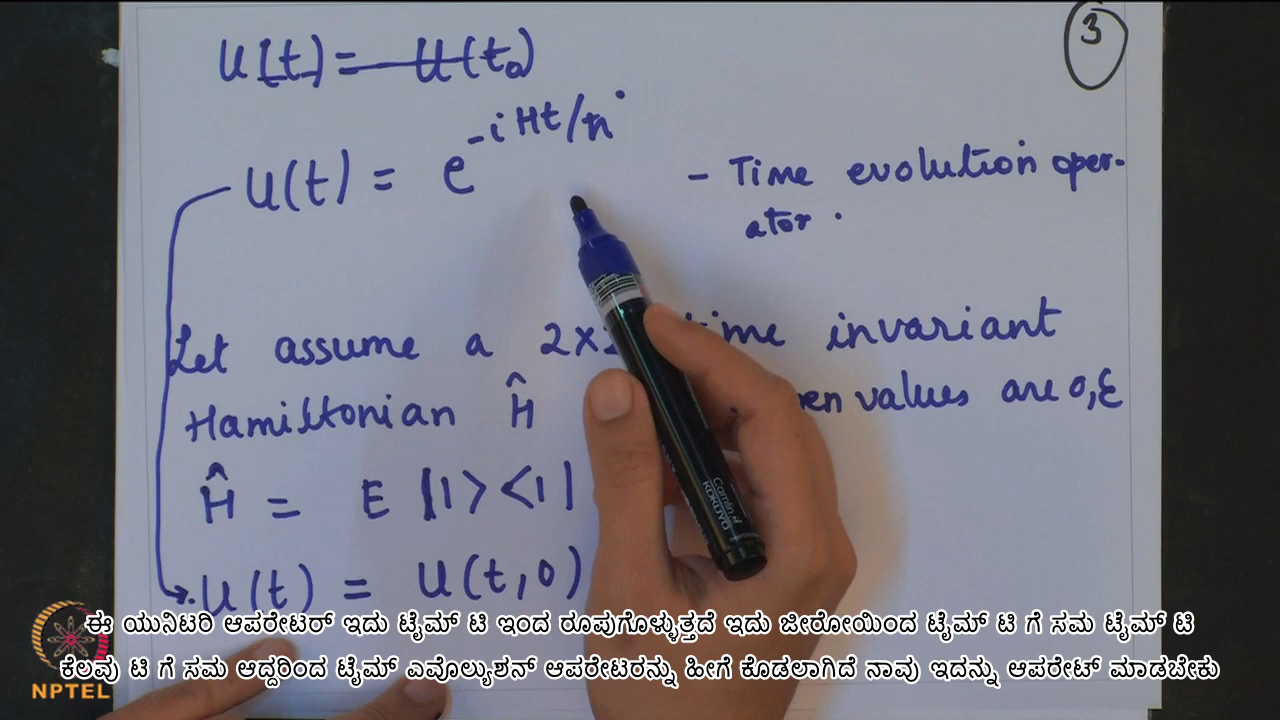 3
U(t) = U(t₀)
U(t) = e^{-iHt/ħ}
- Time evolution oper-
ator.
Let assume a time invariant
Hamiltonian Ĥ values are 0,ε
Ĥ = E |1><1|
U(t) = U(t,0)
Camlin
KOKUYO
ಈ ಯುನಿಟರಿ ಆಪರೇಟರ್ ಇದು ಟೈಮ್ ಟಿ ಇಂದ ರೂಪುಗೊಳ್ಳುತ್ತದೆ ಇದು ಜೀರೋಯಿಂದ ಟೈಮ್ ಟಿ ಗೆ ಸಮ ಟೈಮ್ ಟಿ
ಕೆಲವು ಟಿ ಗೆ ಸಮ ಆದ್ದರಿಂದ ಟೈಮ್ ಎವೊಲ್ಯುಶನ್ ಆಪರೇಟರನ್ನು ಹೀಗೆ ಕೊಡಲಾಗಿದೆ ನಾವು ಇದನ್ನು ಆಪರೇಟ್ ಮಾಡಬೇಕು
NPTEL